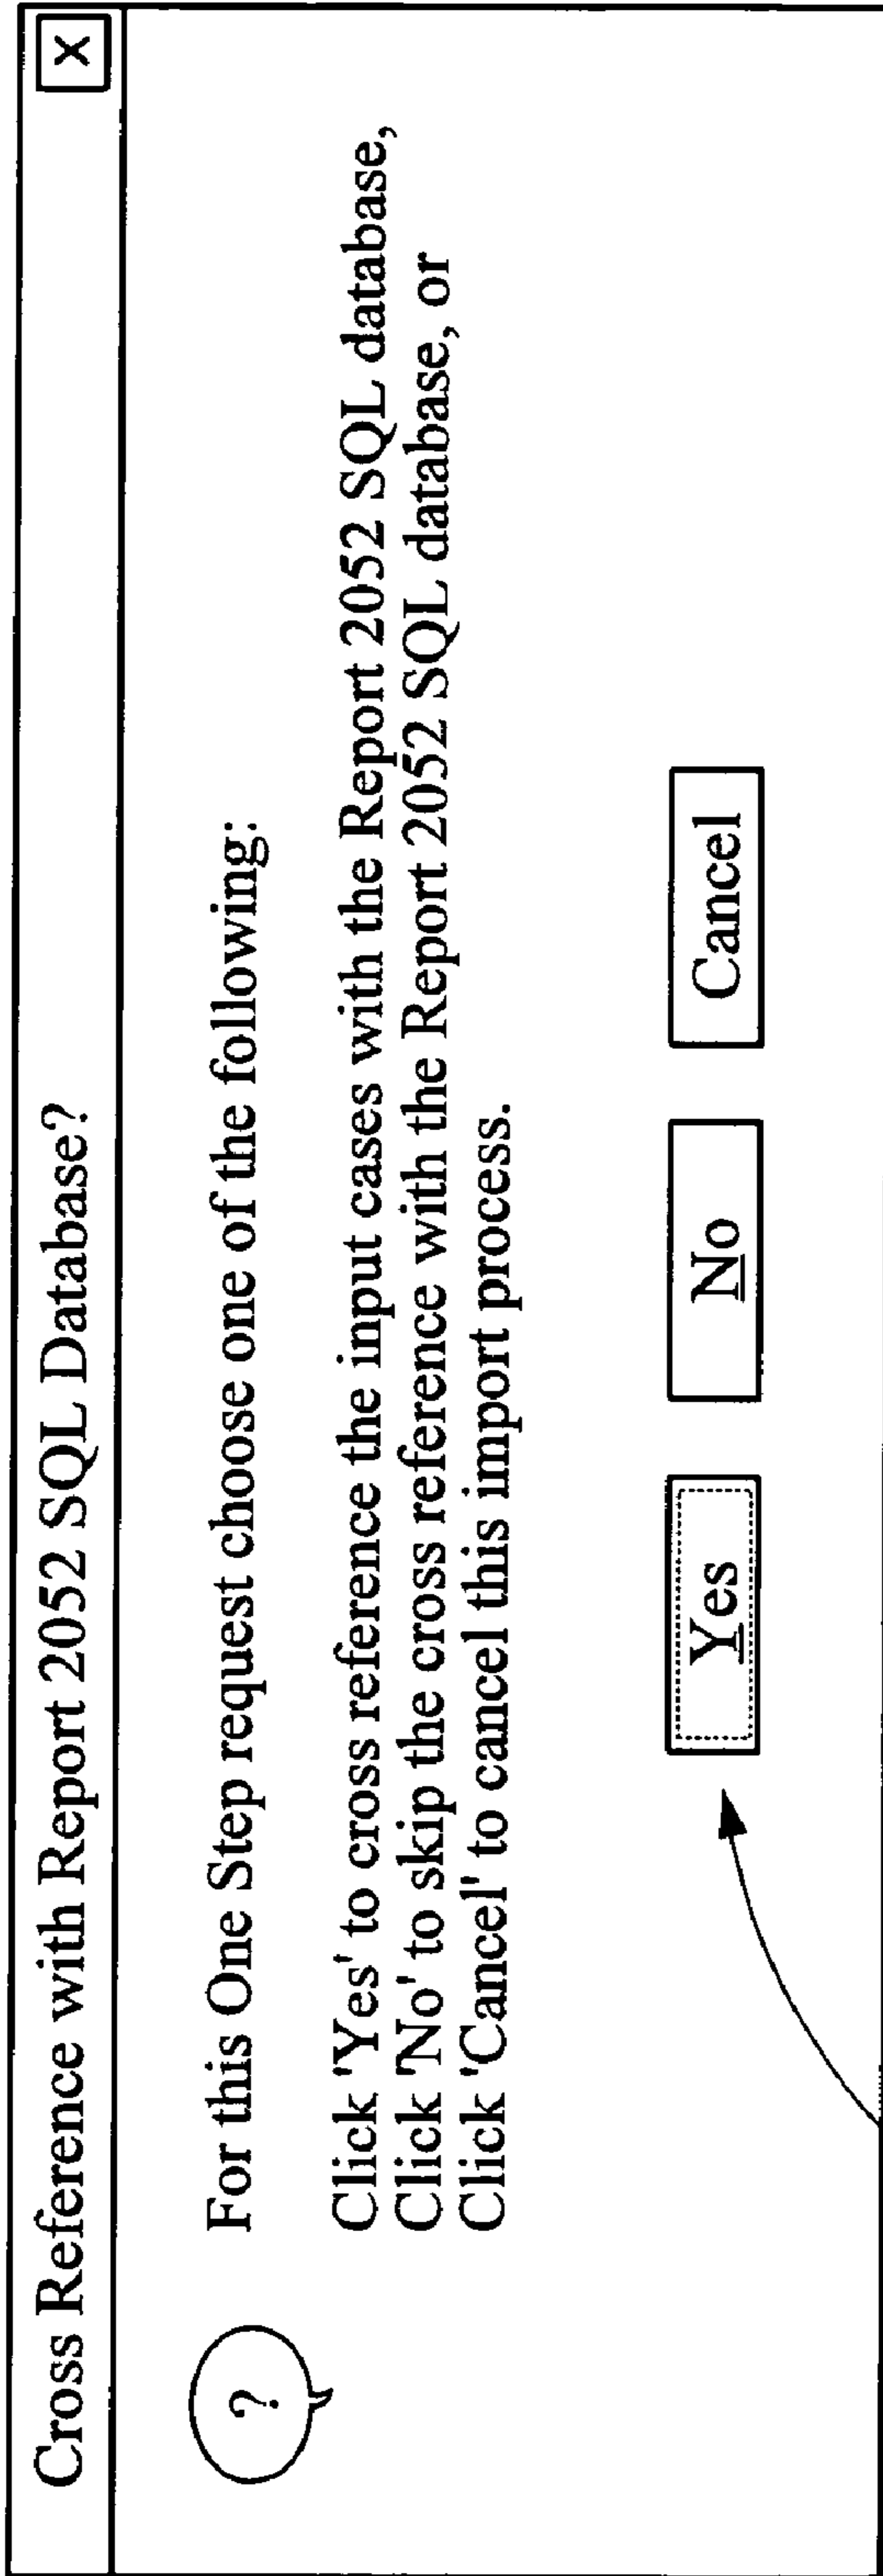 Cross Reference with Report 2052 SQL Database?
X
?
For this One Step request choose one of the following:
Click 'Yes' to cross reference the input cases with the Report 2052 SQL database,
Click 'No' to skip the cross reference with the Report 2052 SQL database, or
Click 'Cancel' to cancel this import process.
Yes
No
Cancel